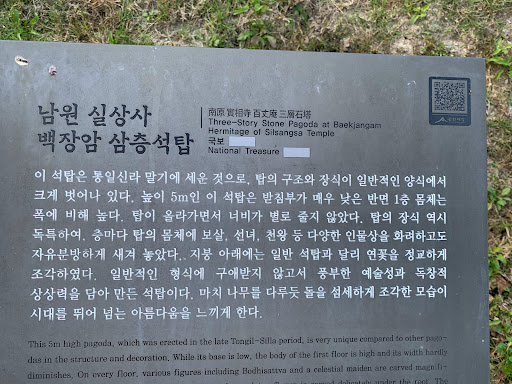 남원 실상사
백장암 삼층석탑
南原 實相寺 百丈庵 三層石塔
Three-Story Stone Pagoda at Baekjangam
Hermitage of Silsangsa Temple
국보
National Treasure
이 석탑은 통일신라 말기에 세운 것으로, 탑의 구조와 장식이 일반적인 양식에서
크게 벗어나 있다. 높이 5m인 이 석탑은 받침부가 매우 낮은 반면 1층 몸체는
폭에 비해 높다. 탑이 올라가면서 너비가 별로 줄지 않았다. 탑의 장식 역시
독특하여, 층마다 탑의 몸체에 보살, 선녀, 천왕 등 다양한 인물상을 화려하고도
자유분방하게 새겨 놓았다.. 지붕 아래에는 일반 석탑과 달리 연꽃을 정교하게
조각하였다. 일반적인 형식에 구애받지 않고서 풍부한 예술성과 독창적
상상력을 담아 만든 석탑이다. 마치 나무를 다루듯 돌을 섬세하게 조각한 모습이
시대를 뛰어 넘는 아름다움을 느끼게 한다.
This 5m high pagoda, which was erected in the late Tongil-Silla period, is very unique compared to other pago-
das in the structure and decoration. While its base is low, the body of the first floor is high and its width hardly
diminishes. On every floor, various figures including Bodhisattva and a celestial maiden are carved magnifi-